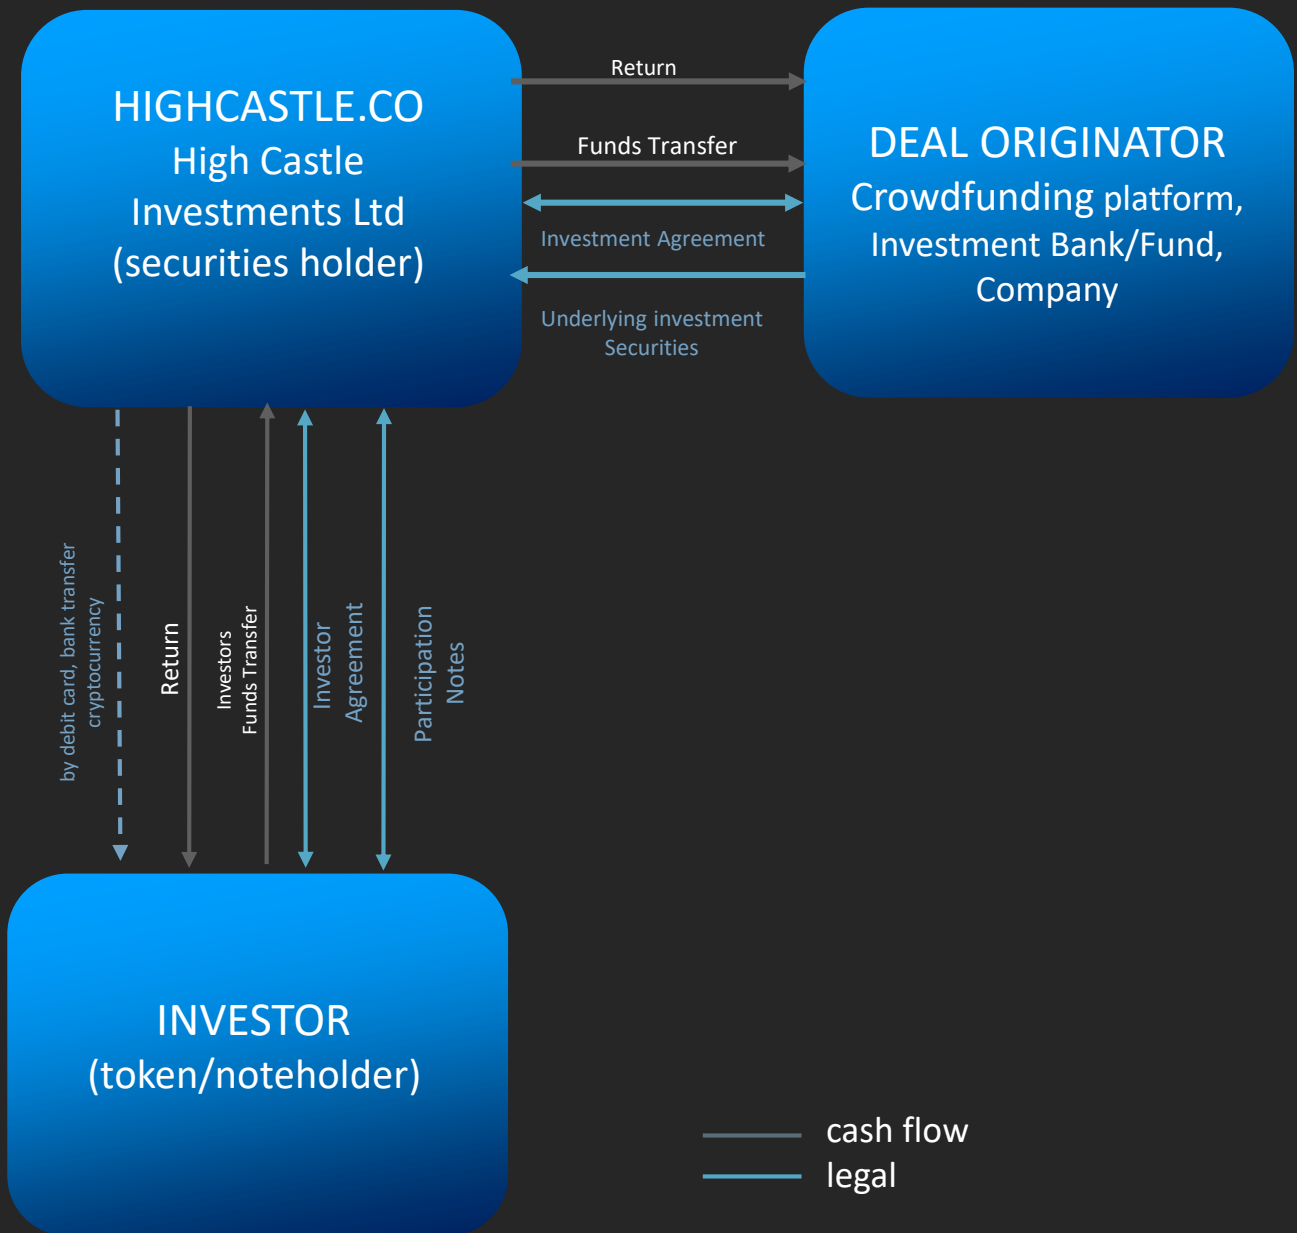 HIGHCASTLE.CO
High Castle
Investments Ltd
(securities holder)
Return
Funds Transfer
Investment Agreement
Underlying investment
Securities
DEAL ORIGINATOR
Crowdfunding platform,
Investment Bank/Fund,
Company
by debit card, bank transfer
cryptocurrency
Return
Investors
Funds Transfer
Investor
Agreement
Participation
Notes
INVESTOR
(token/noteholder)
cash flow
legal